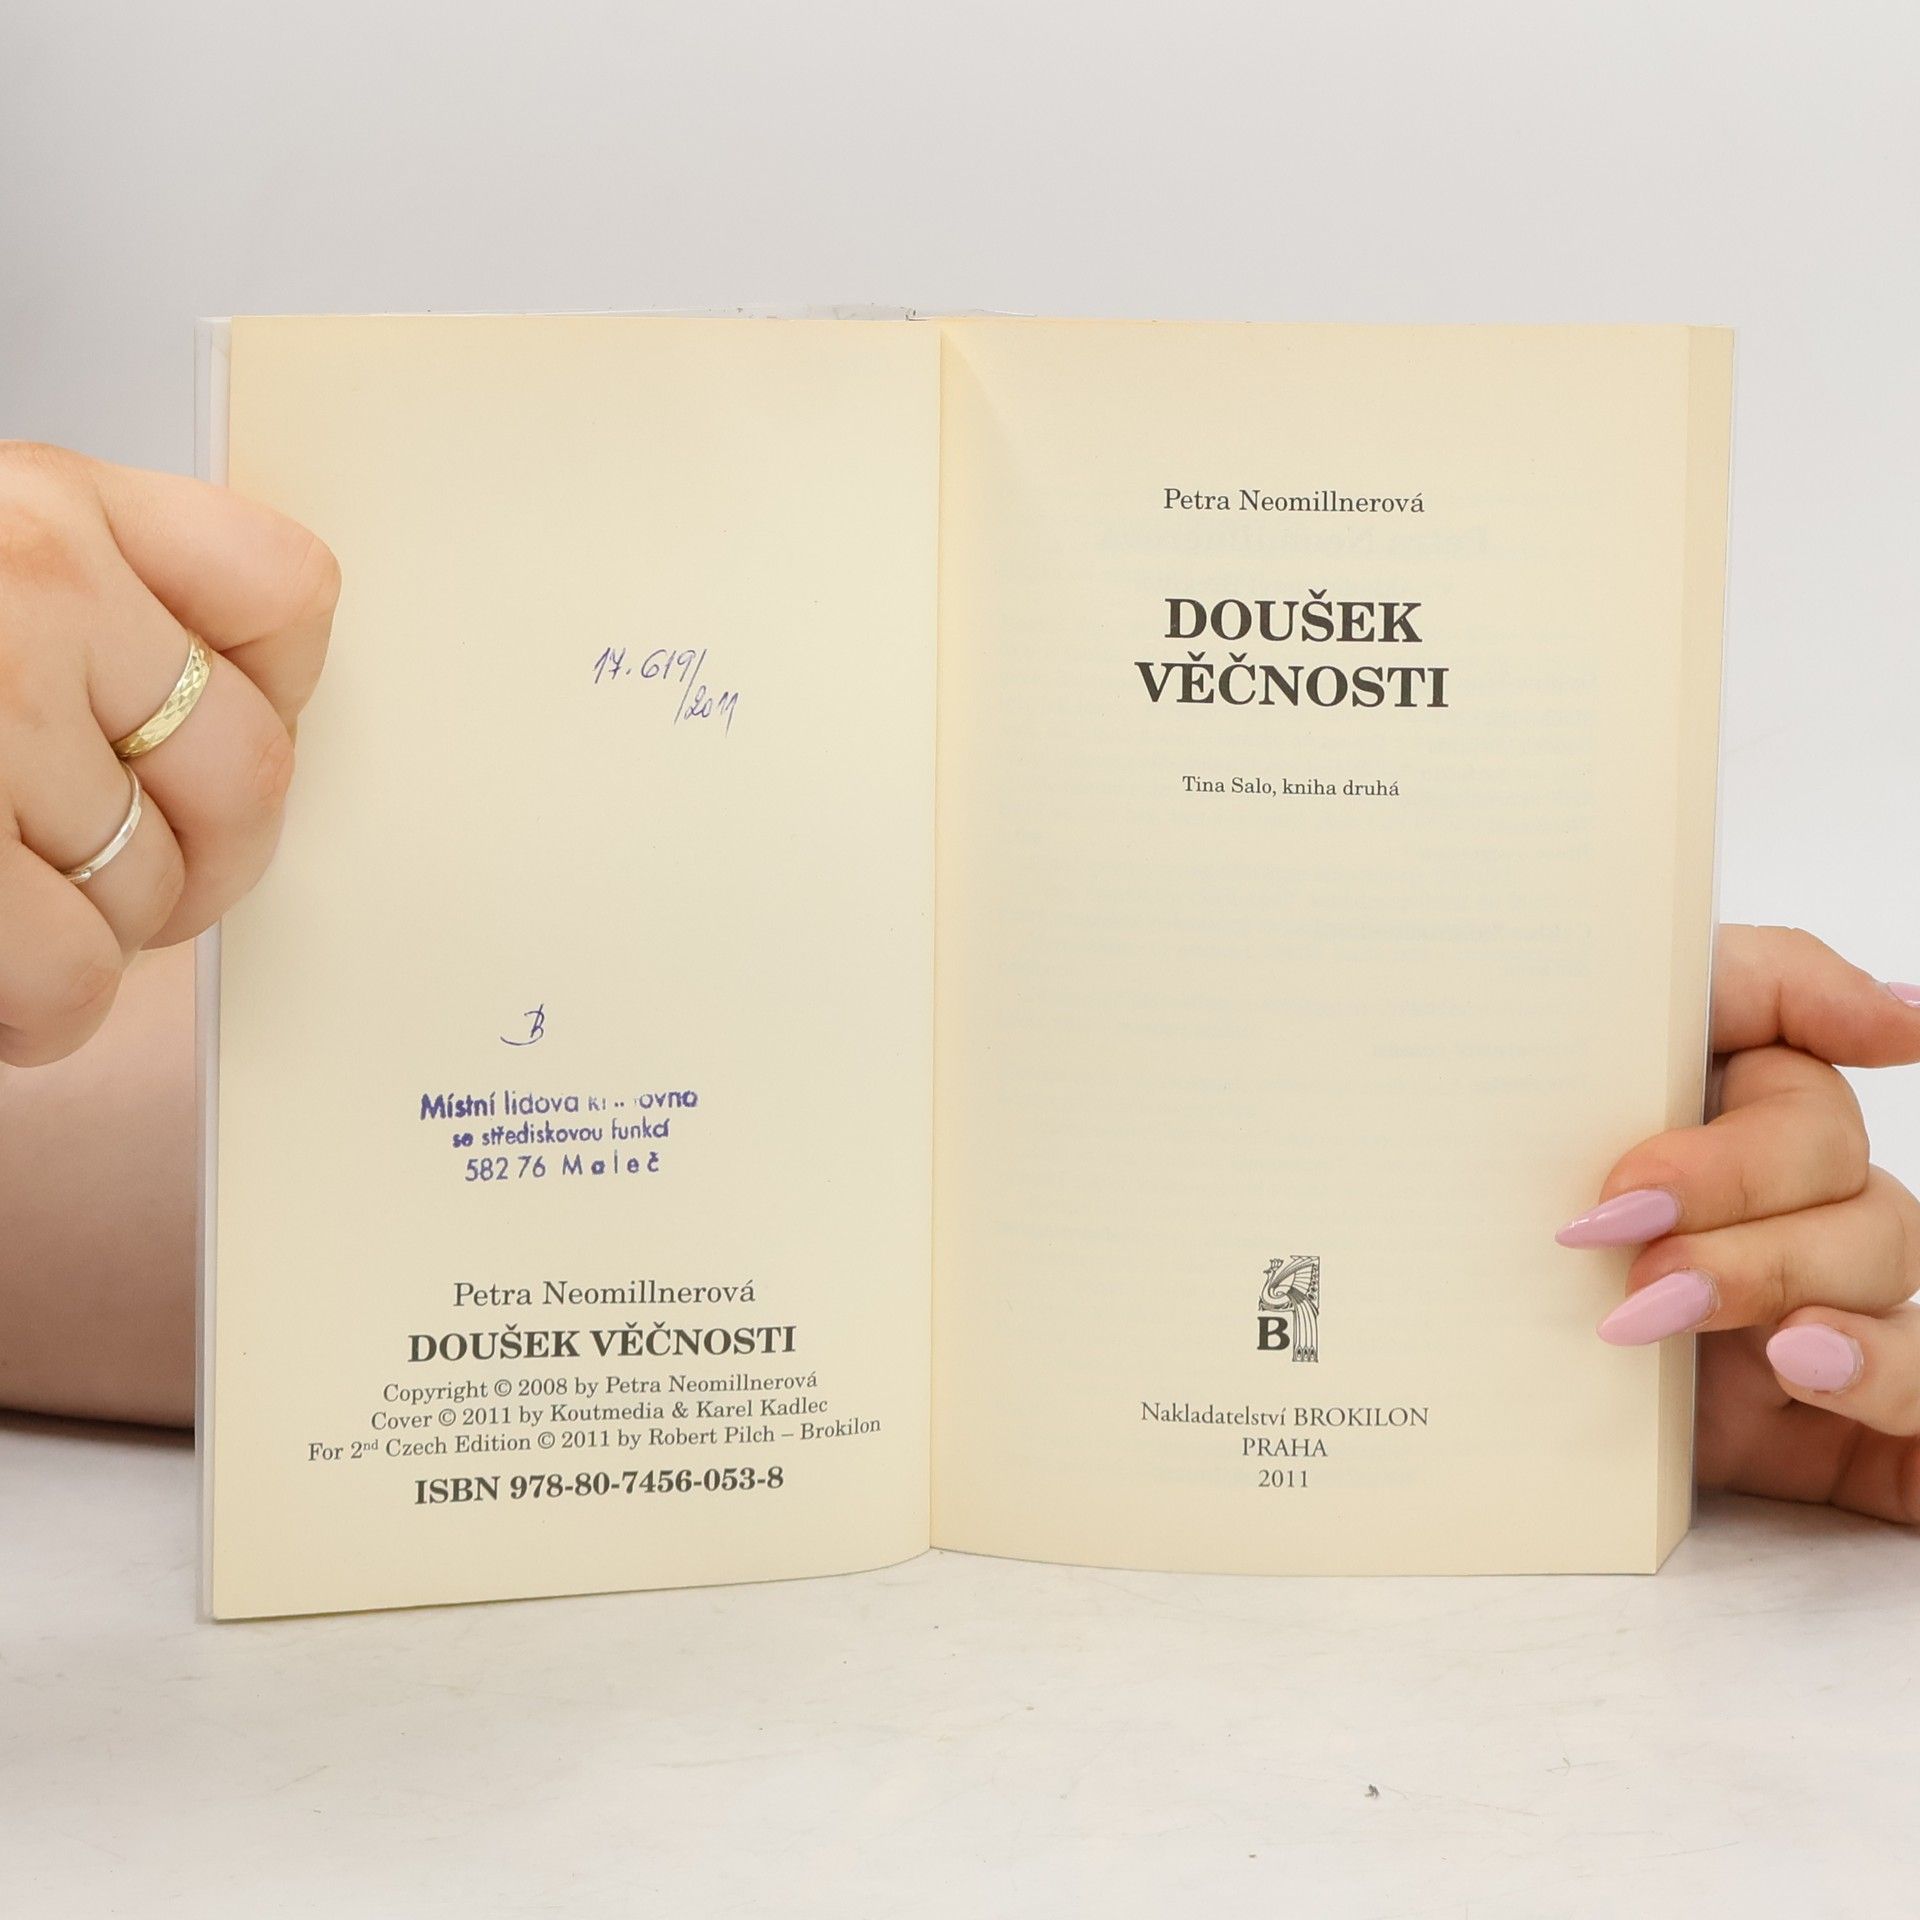 17.619/
/2011
B
Místní lidova
se střediskovou funkcí
582 76 Maleč
Petra Neomillnerová
DOUŠEK VĚČNOSTI
Copyright © 2008 by Petra Neomillnerová
Cover © 2011 by Koutmedia & Karel Kadlec
For 2nd Czech Edition © 2011 by Robert Pilch – Brokilon
ISBN 978-80-7456-053-8
Petra Neomillnerová
DOUŠEK
VĚČNOSTI
Tina Salo, kniha druhá
B
Nakladatelství BROKILON
PRAHA
2011